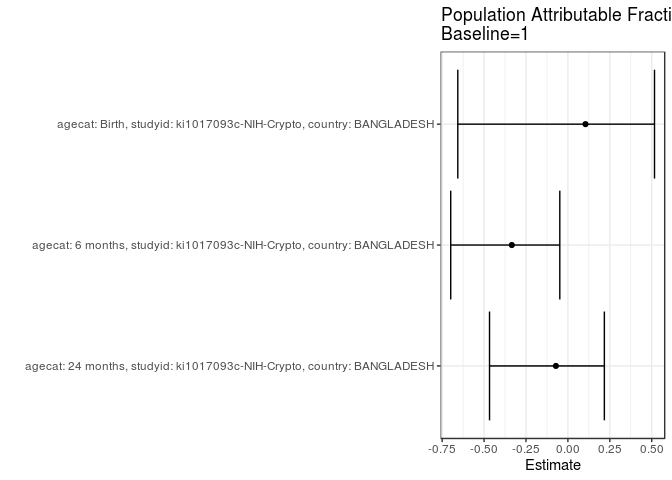 Population Attributable Fracti
Baseline=1
agecat: Birth, studyid: ki1017093c-NIH-Crypto, country: BANGLADESH
agecat: 6 months, studyid: ki1017093c-NIH-Crypto, country: BANGLADESH
agecat: 24 months, studyid: ki1017093c-NIH-Crypto, country: BANGLADESH
-0.75 -0.50 -0.25 0.00 0.25 0.50
Estimate